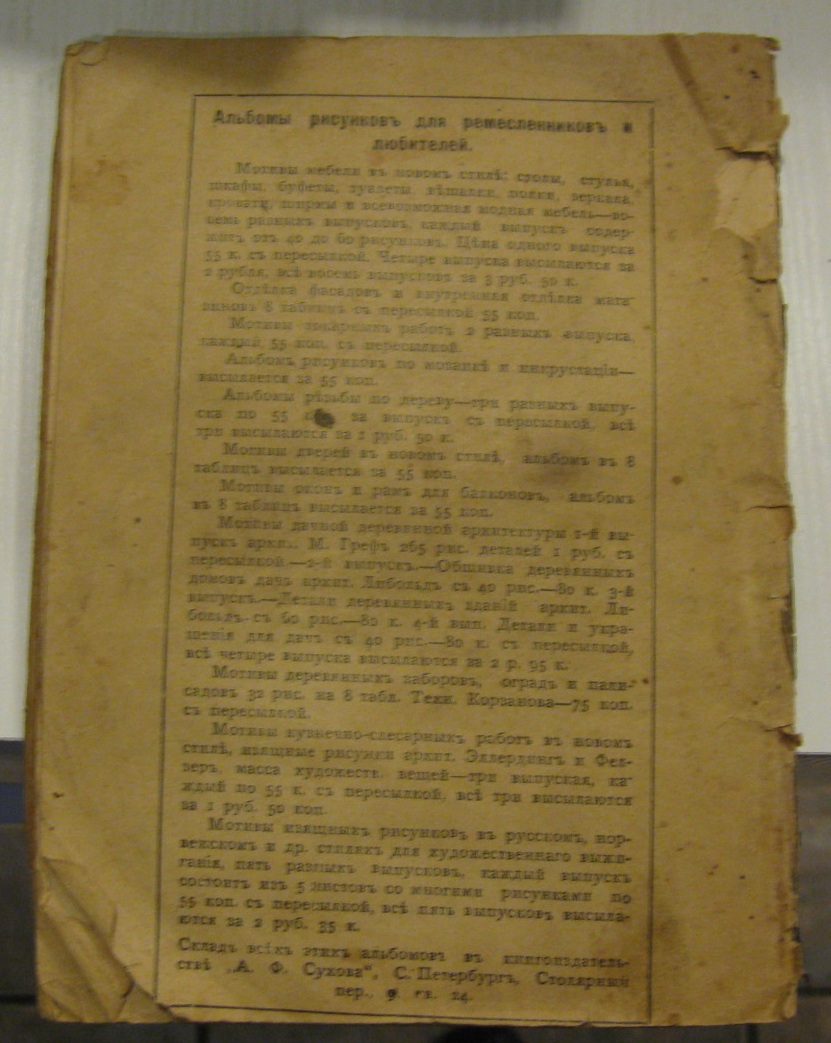 Альбомы рисунковъ для ремесленниковъ и
любителей.
Мотивы мебели въ новомъ стилѣ: столы, стулья,
шкафы, буфеты, туалеты, вѣшалки, полки, зеркала,
кровати, ширмы и всевозможная модная мебель—во-
семь разныхъ выпусковъ, каждый выпускъ содер-
житъ отъ 40 до 60 рисунковъ. Цѣна одного выпуска
55 к. съ пересылкой. Четыре выпуска высылаются за
2 рубля, всѣ восемь выпусковъ за 3 руб. 50 к.
Отдѣлка фасадовъ и внутренняя отдѣлка мага-
зиновъ 8 таблицъ съ пересылкой 55 коп.
Мотивы токарныхъ работъ 2 разныхъ выпуска,
каждый 55 коп. съ пересылкой.
Альбомъ рисунковъ по мозаикѣ и инкрустаціи—
высылается за 55 коп.
Альбомы рѣзьбы по дереву—три разныхъ выпу-
ска по 55 за выпускъ съ пересылкой, всѣ
три высылаются за 1 руб. 50 к.
Мотивы дверей въ новомъ стилѣ, альбомъ въ 8
таблицъ высылается за 55 коп.
Мотивы оконъ и рамъ для балконовъ, альбомъ
въ 8 таблицъ высылается за 55 коп.
Мотивы дачной деревянной архитектуры 1-й вы-
пускъ архи.. М. Грефъ 265 рис. деталей 1 руб. съ
пересылкой.—2-й выпускъ.—Обшивка деревянныхъ
домовъ дачъ архит. Либольдъ съ 40 рис.—80 к. 3-й
выпускъ.—Детали деревянныхъ зданій архит. Ли-
больдъ съ 60 рис.—80 к. 4-й вып. Детали и укра-
шенія для дачъ съ 40 рис.—80 к. съ пересылкой,
всѣ четыре выпуска высылаются за 2 р. 95 к.
Мотивы деревянныхъ заборовъ, оградъ и пали-
садовъ 32 рис. на 8 табл. Техн. Корзанова—75 коп.
съ пересылкой.
Мотивы кузнечно-слесарныхъ работъ въ новомъ
стилѣ, изящные рисунки архит. Эллердингъ и Фел-
зеръ, масса художеств. вещей—три выпуская, ка-
ждый по 55 к. съ пересылкой, всѣ три высылаются
за 1 руб. 50 коп.
Мотивы изящныхъ рисунковъ въ русскомъ, нор-
венскомъ и др. стиляхъ для художественнаго выжи-
ганія, пять разныхъ выпусковъ, каждый выпускъ
состоитъ изъ 5 листовъ со многими рисунками по
55 коп. съ пересылкой, всѣ пять выпусковъ высыла-
ются за 2 руб. 35 к.
Складъ всѣхъ этихъ альбомовъ въ книгоиздатель-
ствѣ „А. Ф. Сухова", С.Петербургъ, Столярный
пер., 9. кв. 24.